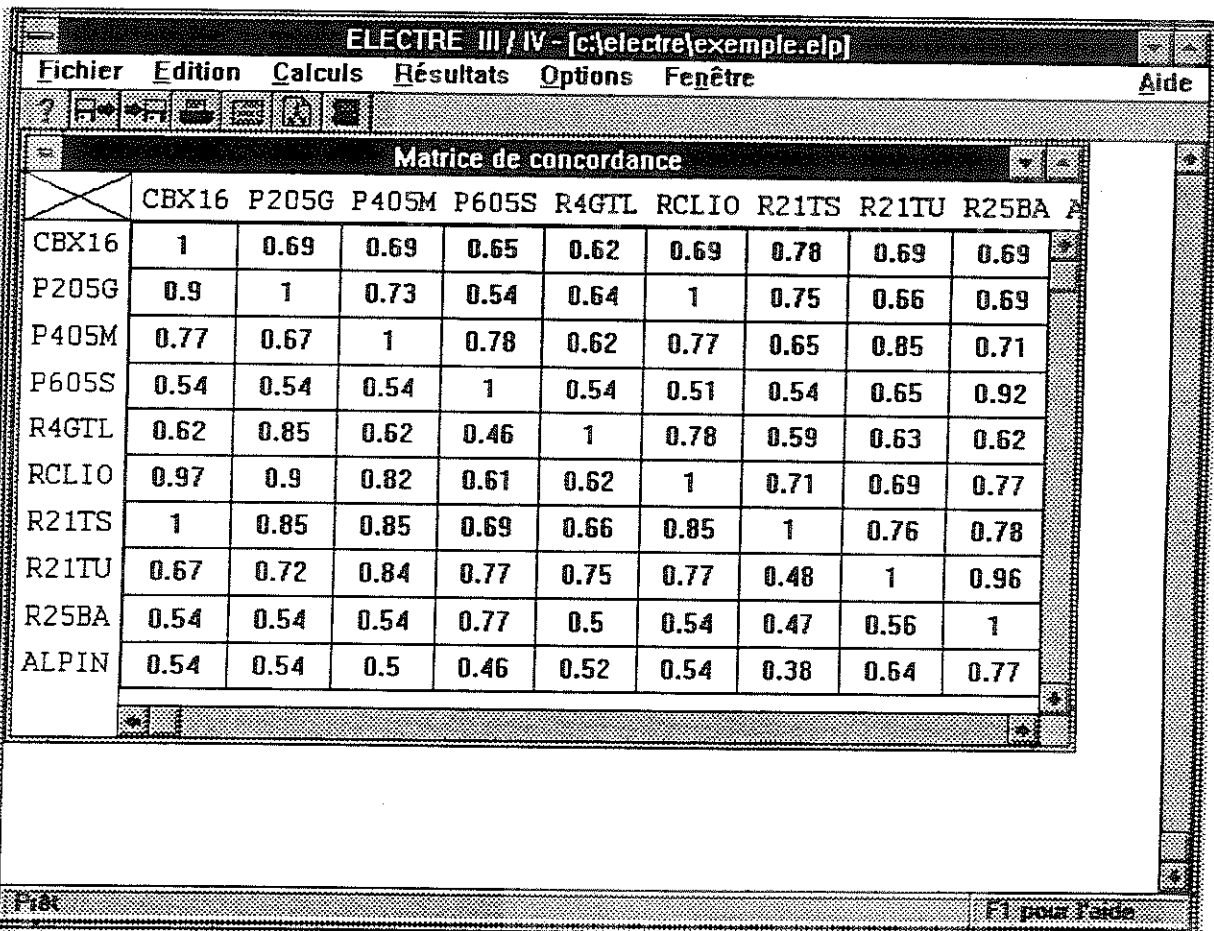 ELECTRE III / IV - [c:\electre\exemple.elp]
Fichier Edition Calculs Résultats Options Fenêtre Aide
?
Matrice de concordance
CBX16 P205G P405M P605S R4GTL RCLIO R21TS R21TU R25BA A
CBX16 1 0.69 0.69 0.65 0.62 0.69 0.78 0.69 0.69
P205G 0.9 1 0.73 0.54 0.64 1 0.75 0.66 0.69
P405M 0.77 0.67 1 0.78 0.62 0.77 0.65 0.85 0.71
P605S 0.54 0.54 0.54 1 0.54 0.51 0.54 0.65 0.92
R4GTL 0.62 0.85 0.62 0.46 1 0.78 0.59 0.63 0.62
RCLIO 0.97 0.9 0.82 0.61 0.62 1 0.71 0.69 0.77
R21TS 1 0.85 0.85 0.69 0.66 0.85 1 0.76 0.78
R21TU 0.67 0.72 0.84 0.77 0.75 0.77 0.48 1 0.96
R25BA 0.54 0.54 0.54 0.77 0.5 0.54 0.47 0.56 1
ALPIN 0.54 0.54 0.5 0.46 0.52 0.54 0.38 0.64 0.77
Prêt F1 pour l'aide